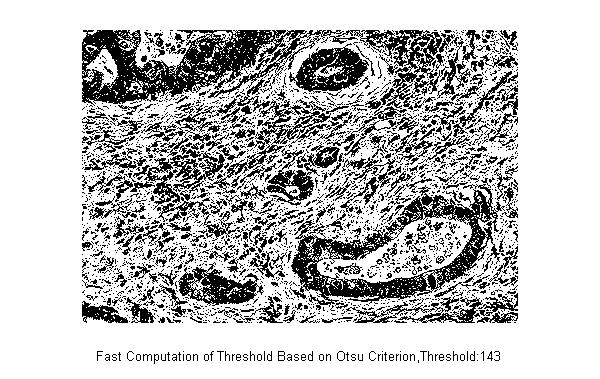 Fast Computation of Threshold Based on Otsu Criterion,Threshold:143